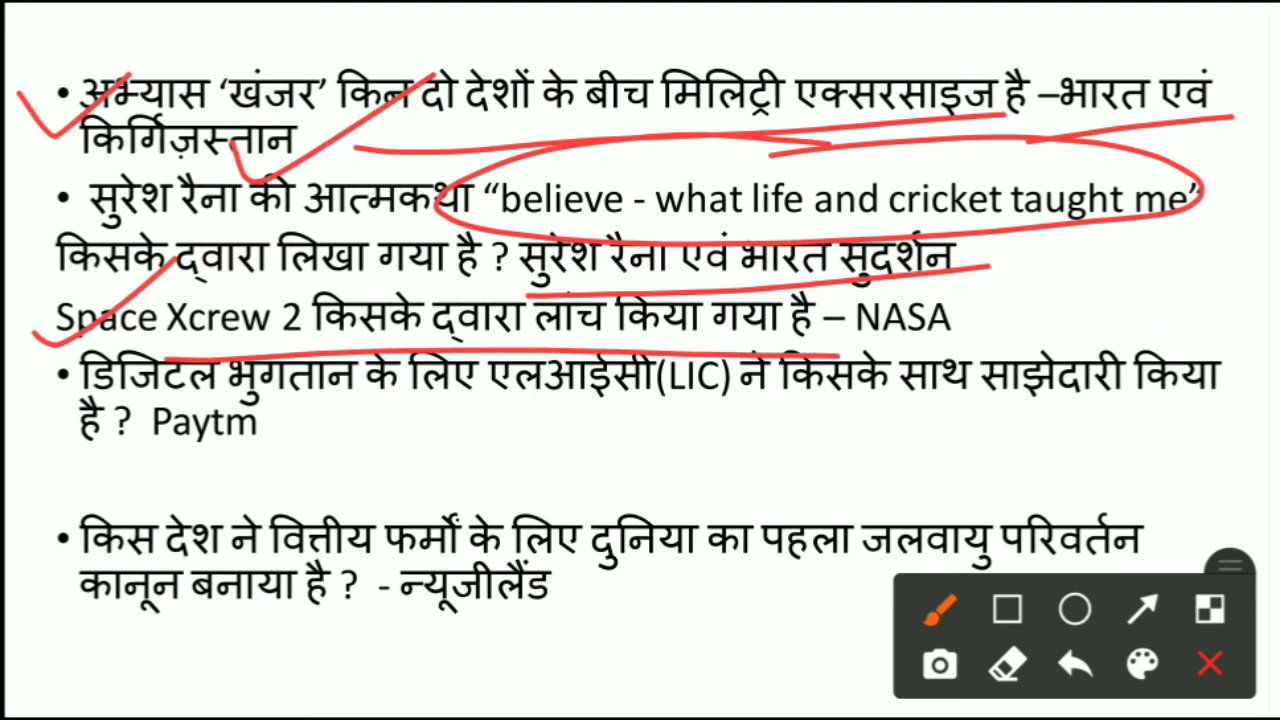 • अभ्यास ‘खंजर’ किन दो देशों के बीच मिलिट्री एक्सरसाइज है –भारत एवं
किर्गिज़स्तान
• सुरेश रैना की आत्मकथा “believe - what life and cricket taught me”
किसके द्वारा लिखा गया है ? सुरेश रैना एवं भारत सुदर्शन
Space Xcrew 2 किसके द्वारा लांच किया गया है – NASA
• डिजिटल भुगतान के लिए एलआईसी(LIC) ने किसके साथ साझेदारी किया
है ? Paytm
• किस देश ने वित्तीय फर्मों के लिए दुनिया का पहला जलवायु परिवर्तन
कानून बनाया है ? - न्यूजीलैंड